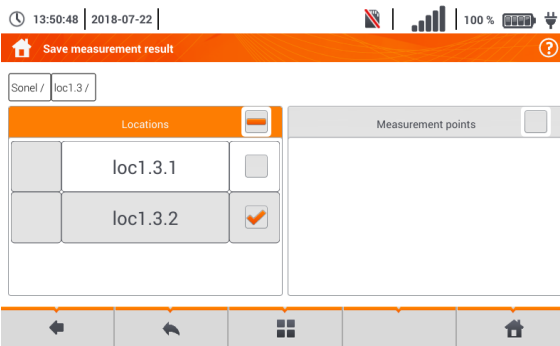 13:50:48 2018-07-22 100 %
Save measurement result ?
Sonel / loc1.3 /
Locations Measurement points
loc1.3.1
loc1.3.2